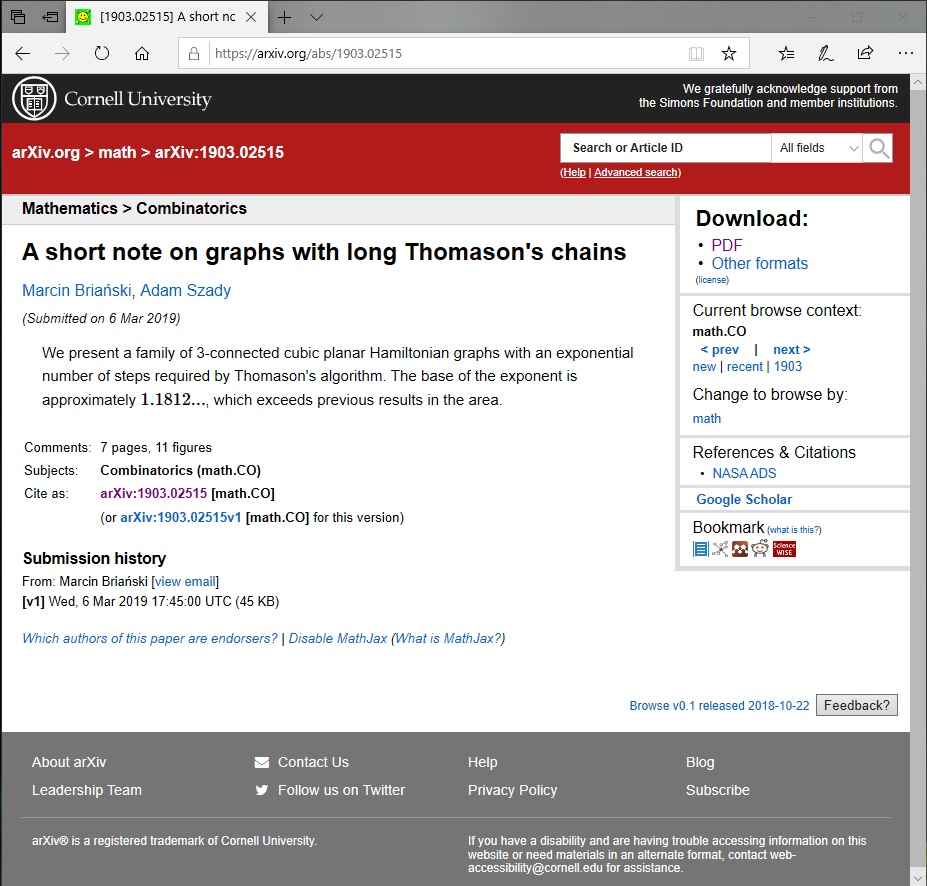 [1903.02515] A short nc
https://arxiv.org/abs/1903.02515
Cornell University
We gratefully acknowledge support from
the Simons Foundation and member institutions.
arXiv.org > math > arXiv:1903.02515
Search or Article ID
All fields
(Help | Advanced search)
Mathematics > Combinatorics
A short note on graphs with long Thomason's chains
Marcin Briański, Adam Szady
(Submitted on 6 Mar 2019)
We present a family of 3-connected cubic planar Hamiltonian graphs with an exponential
number of steps required by Thomason's algorithm. The base of the exponent is
approximately 1.1812..., which exceeds previous results in the area.
Comments: 7 pages, 11 figures
Subjects: Combinatorics (math.CO)
Cite as: arXiv:1903.02515 [math.CO]
(or arXiv:1903.02515v1 [math.CO] for this version)
Submission history
From: Marcin Briański [view email]
[v1] Wed, 6 Mar 2019 17:45:00 UTC (45 KB)
Which authors of this paper are endorsers? | Disable MathJax (What is MathJax?)
Download:
• PDF
• Other formats
(license)
Current browse context:
math.CO
< prev | next >
new | recent | 1903
Change to browse by:
math
References & Citations
• NASA ADS
Google Scholar
Bookmark (what is this?)
Science
WISE
Browse v0.1 released 2018-10-22
Feedback?
About arXiv
Leadership Team
Contact Us
Follow us on Twitter
Help
Privacy Policy
Blog
Subscribe
arXiv® is a registered trademark of Cornell University.
If you have a disability and are having trouble accessing information on this
website or need materials in an alternate format, contact web-
accessibility@cornell.edu for assistance.